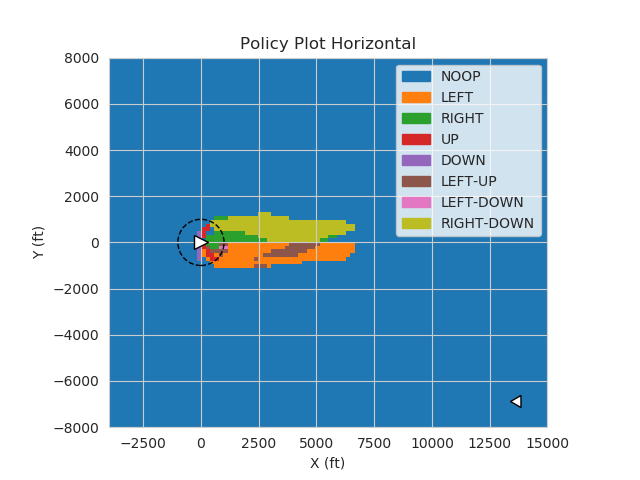 Policy Plot Horizontal
8000
6000
4000
2000
0
−2000
−4000
−6000
−8000
Y (ft)
NOOP
LEFT
RIGHT
UP
DOWN
LEFT-UP
LEFT-DOWN
RIGHT-DOWN
−2500 0 2500 5000 7500 10000 12500 15000
X (ft)